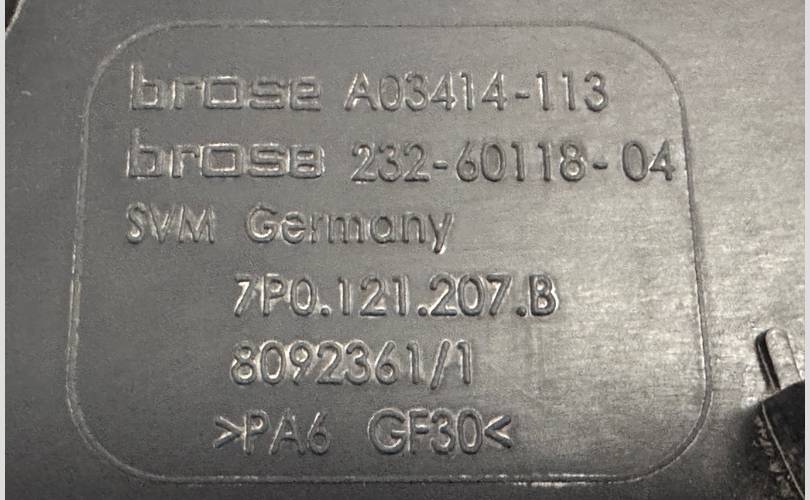 brose A03414-113
brose 232-60118-04
SVM Germany
7P0.121.207.B
8092361/1
>PA6 GF30<